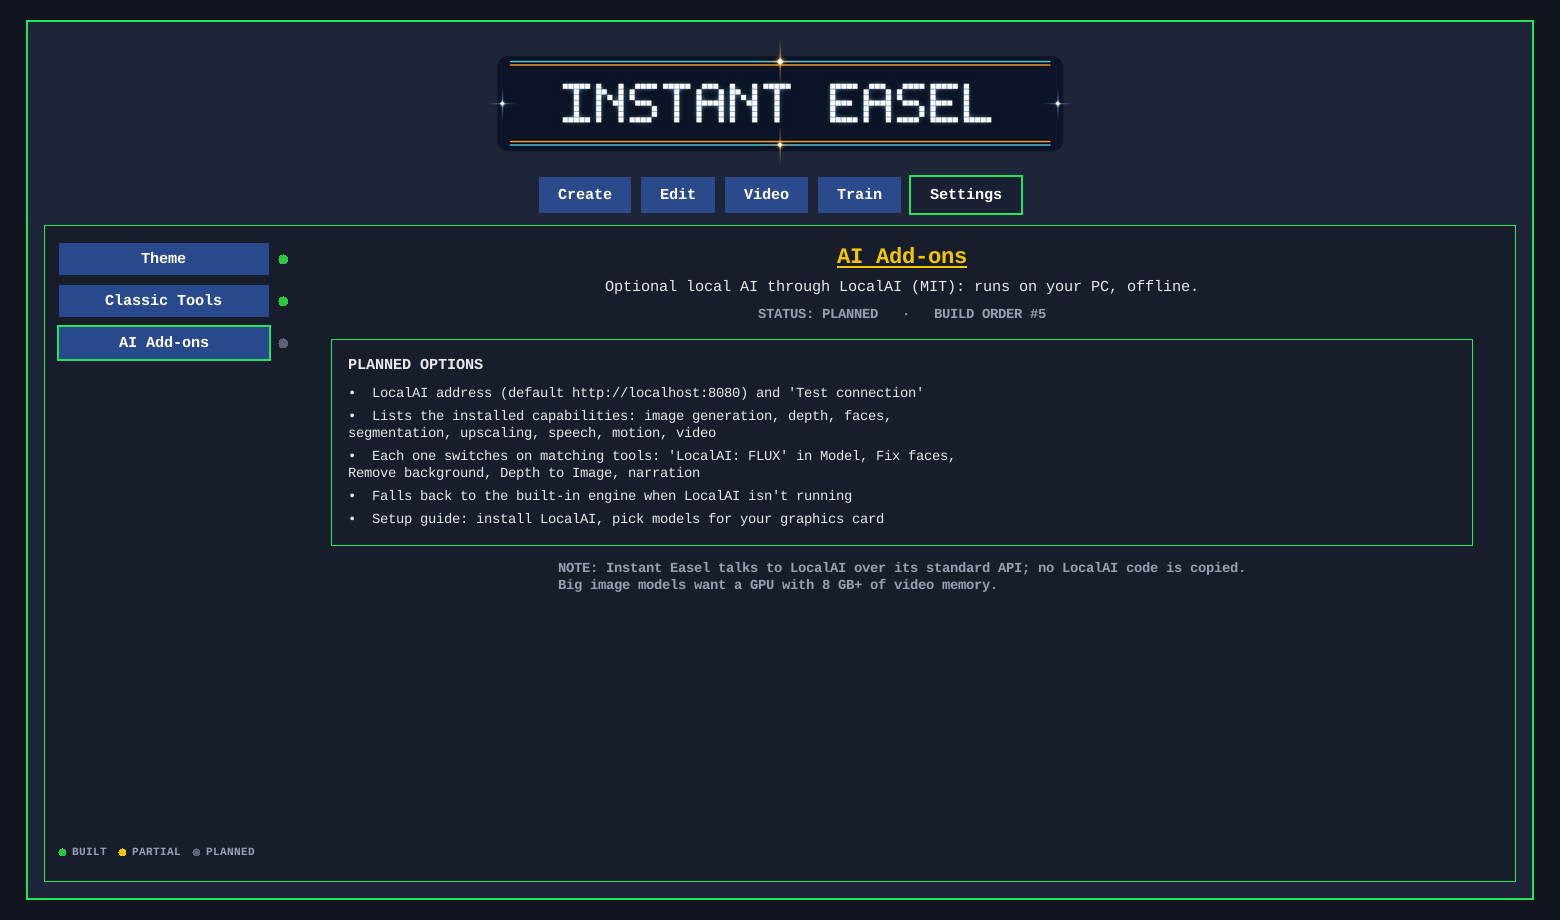 INSTANT EASEL
Create
Edit
Video
Train
Settings
Theme
Classic Tools
AI Add-ons
AI Add-ons
Optional local AI through LocalAI (MIT): runs on your PC, offline.
STATUS: PLANNED · BUILD ORDER #5
PLANNED OPTIONS
• LocalAI address (default http://localhost:8080) and 'Test connection'
• Lists the installed capabilities: image generation, depth, faces,
segmentation, upscaling, speech, motion, video
• Each one switches on matching tools: 'LocalAI: FLUX' in Model, Fix faces,
Remove background, Depth to Image, narration
• Falls back to the built-in engine when LocalAI isn't running
• Setup guide: install LocalAI, pick models for your graphics card
NOTE: Instant Easel talks to LocalAI over its standard API; no LocalAI code is copied.
Big image models want a GPU with 8 GB+ of video memory.
BUILT
PARTIAL
PLANNED